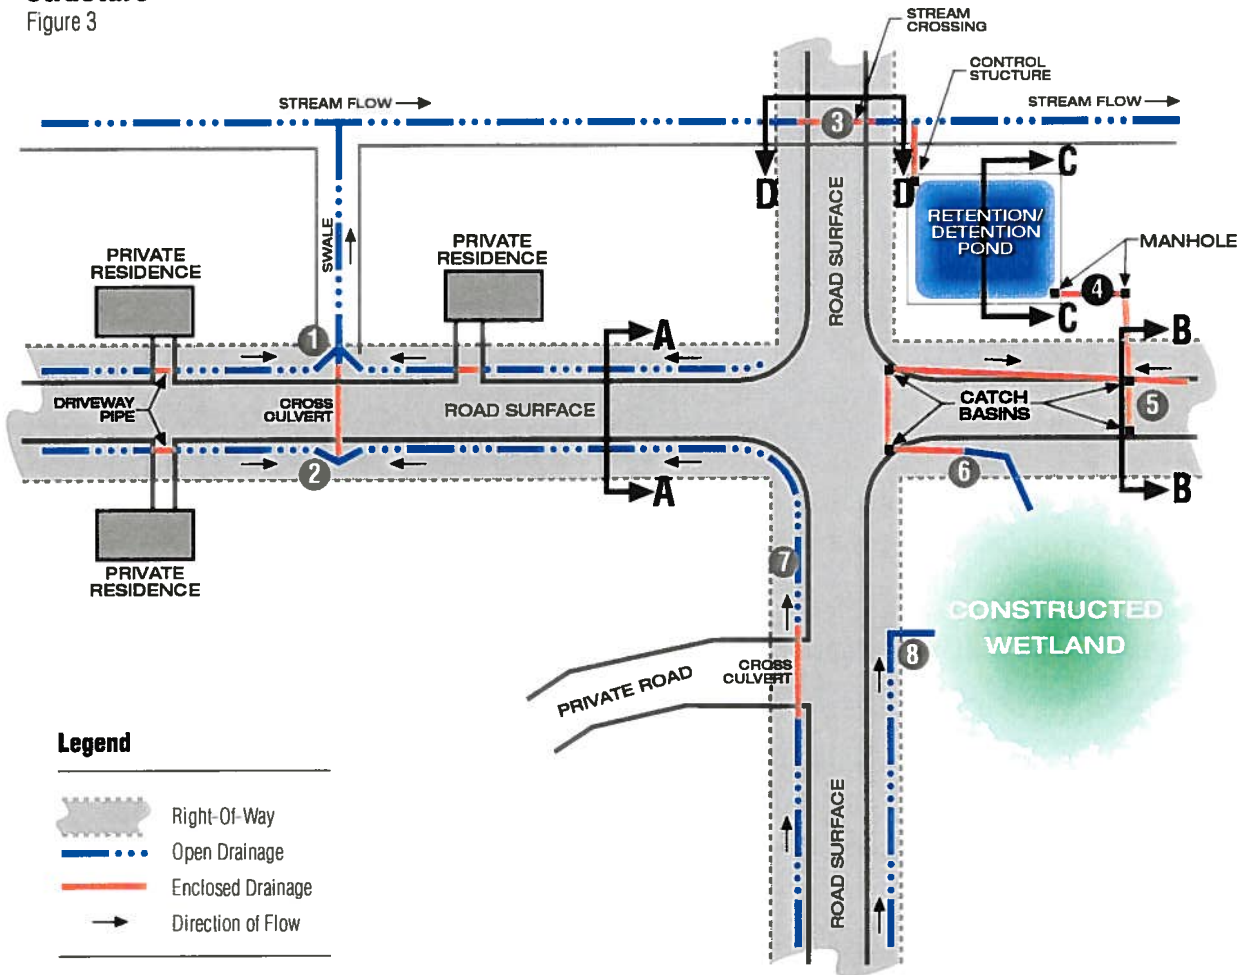 Figure 3
STREAM
CROSSING
CONTROL
STUCTURE
STREAM FLOW
STREAM FLOW
3
D
D
C
RETENTION/
DETENTION
POND
MANHOLE
4
C
ROAD SURFACE
SWALE
PRIVATE
RESIDENCE
PRIVATE
RESIDENCE
1
A
B
DRIVEWAY
PIPE
CROSS
CULVERT
ROAD SURFACE
CATCH
BASINS
5
2
6
A
B
PRIVATE
RESIDENCE
7
CONSTRUCTED
WETLAND
8
CROSS
CULVERT
PRIVATE ROAD
ROAD SURFACE
Legend
Right-Of-Way
Open Drainage
Enclosed Drainage
Direction of Flow